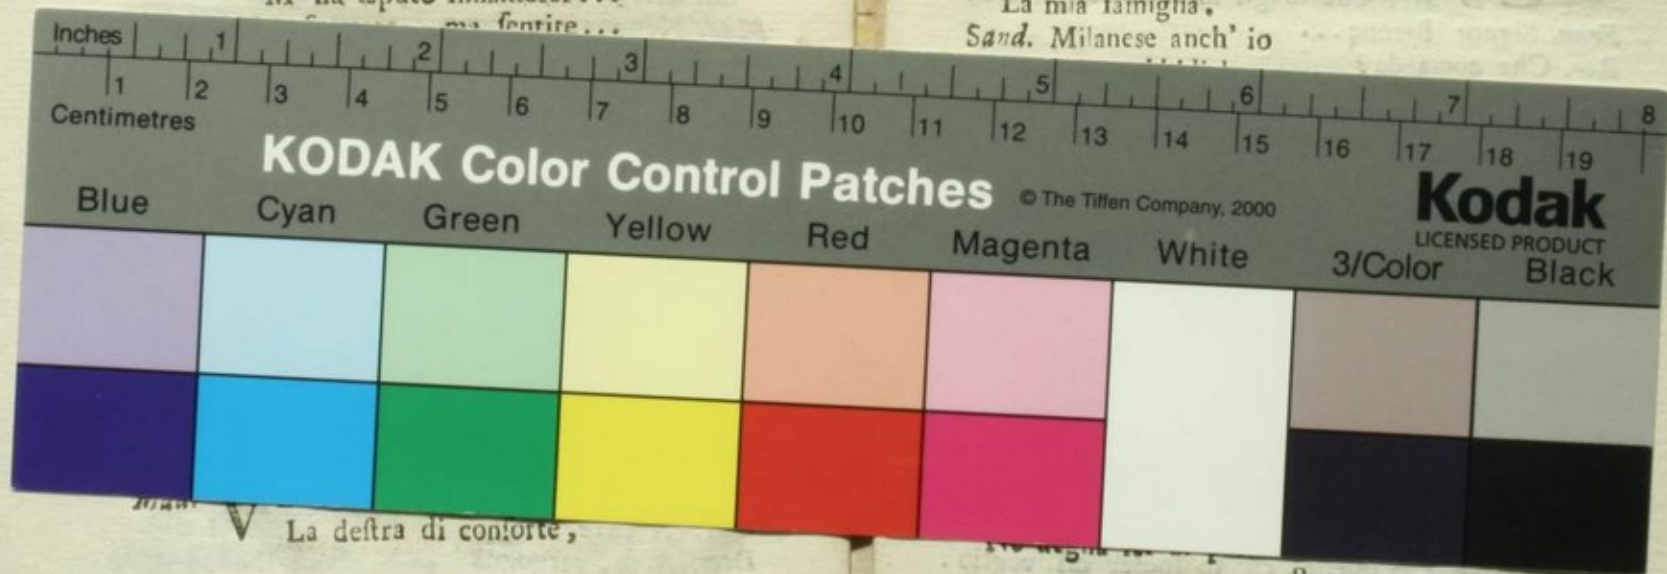 La mia famiglia,
sentire...
Sand. Milanese anch' io
Inches 1 2 3 4 5 6 7 8
1 2 3 4 5 6 7 8 9 10 11 12 13 14 15 16 17 18 19
Centimetres
KODAK Color Control Patches © The Tiffen Company, 2000
Kodak
LICENSED PRODUCT
Blue Cyan Green Yellow Red Magenta White 3/Color Black
V
La deſtra di conſorte,